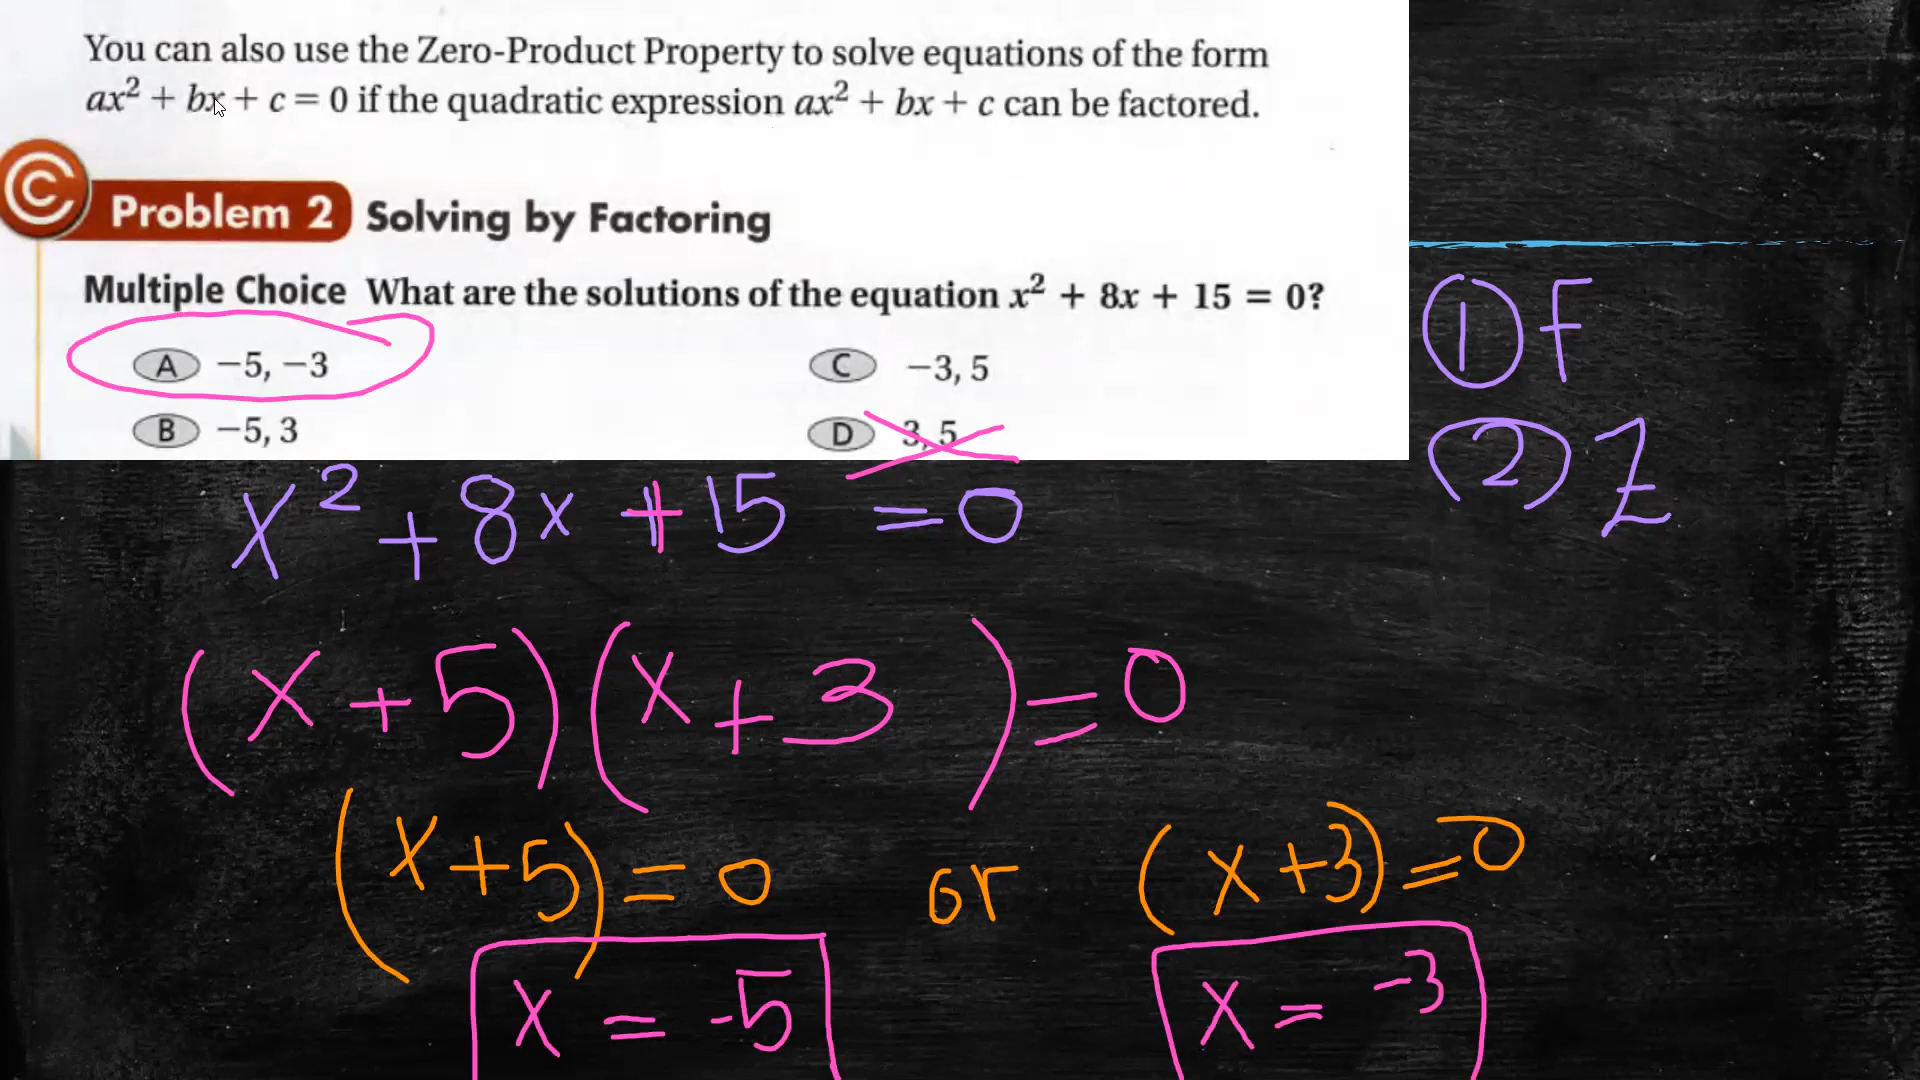 You can also use the Zero-Product Property to solve equations of the form
ax² + bx + c = 0 if the quadratic expression ax² + bx + c can be factored.
C Problem 2 Solving by Factoring
Multiple Choice What are the solutions of the equation x² + 8x + 15 = 0?
A −5, −3
C −3, 5
B −5, 3
D 3, 5
① F
② Z
x² + 8x + 15 = 0
(x + 5)(x + 3) = 0
(x + 5) = 0 or (x + 3) = 0
x = -5
x = -3